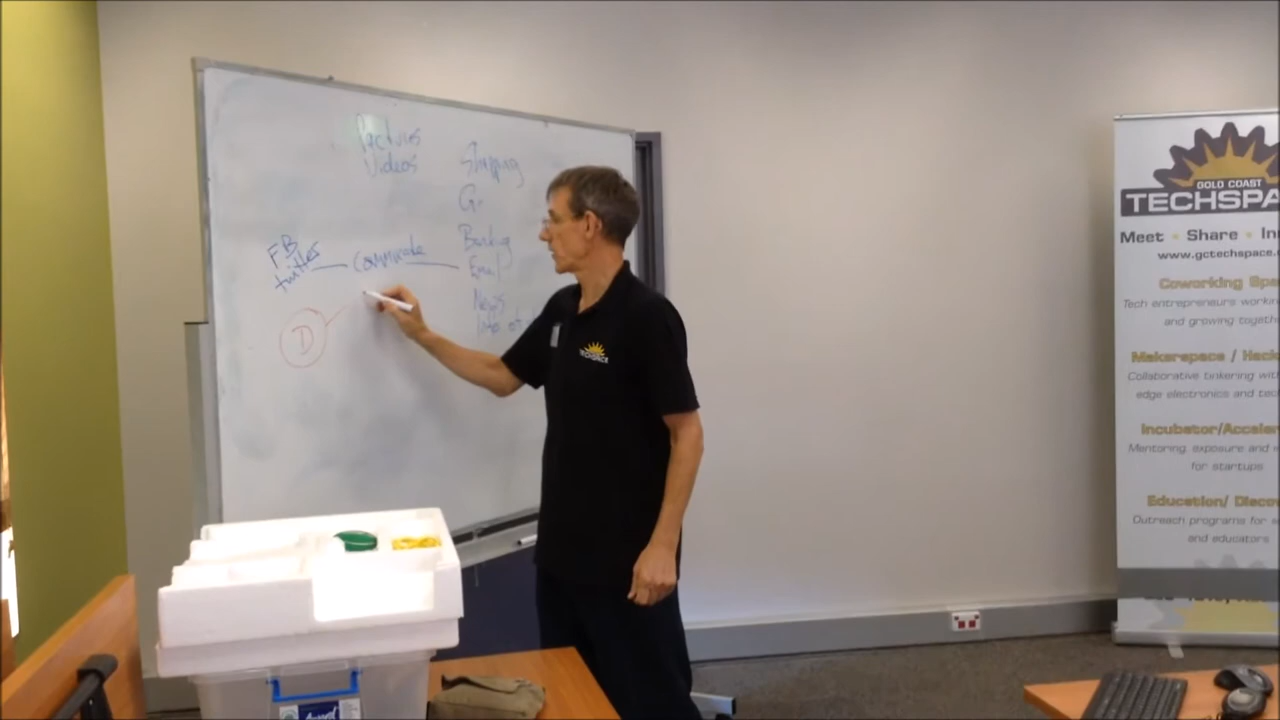 Pictures
Videos
Shopping
G
Banking
Email
News
FB
twitter
D
TECHSPACE
GOLD COAST
TECHSPA
Meet • Share • In
www.gctechspace.
Coworking Spa
Tech entrepreneurs workin
and growing togeth
Makerspace / Hack
Collaborative tinkering wit
edge electronics and tec
Incubator/Acceler
Mentoring, exposure and
for startups
Education/ Disco
Outreach programs for
and educators